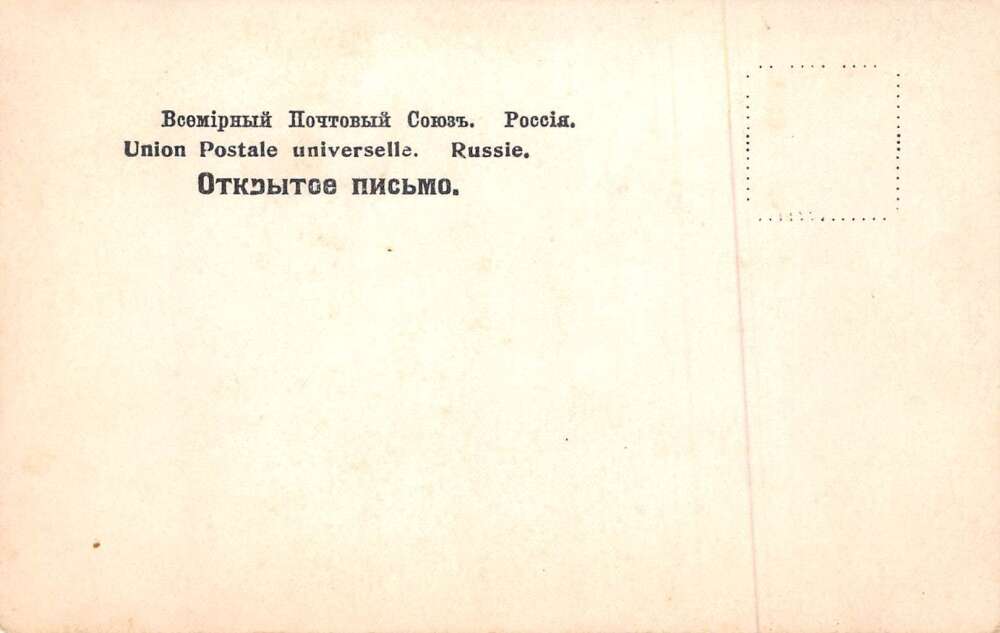 Всемірный Почтовый Союзъ. Россія.
Union Postale universelle. Russie.
Открытое письмо.